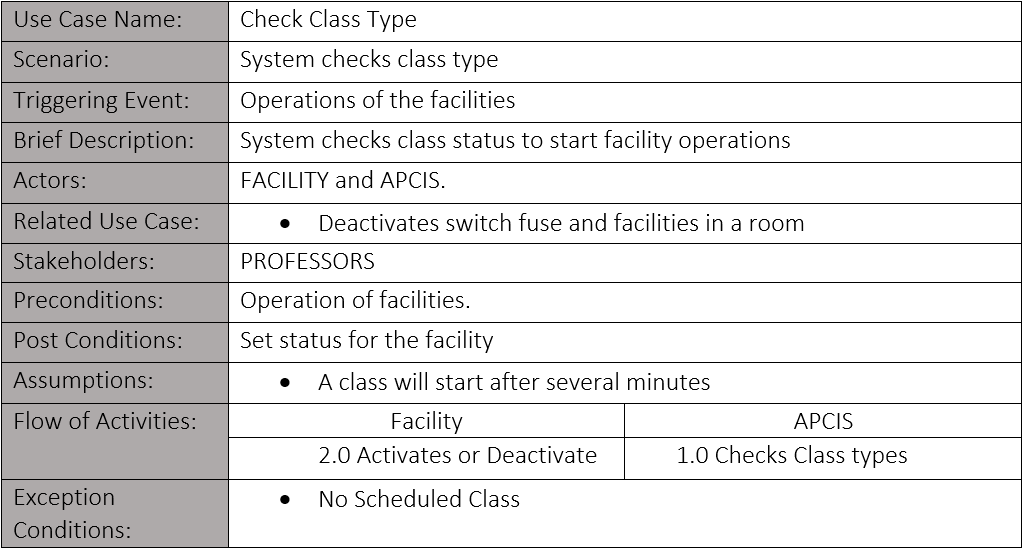 Use Case Name: Check Class Type
Scenario: System checks class type
Triggering Event: Operations of the facilities
Brief Description: System checks class status to start facility operations
Actors: FACILITY and APCIS.
Related Use Case: • Deactivates switch fuse and facilities in a room
Stakeholders: PROFESSORS
Preconditions: Operation of facilities.
Post Conditions: Set status for the facility
Assumptions: • A class will start after several minutes
Flow of Activities: Facility APCIS
2.0 Activates or Deactivate 1.0 Checks Class types
Exception • No Scheduled Class
Conditions: